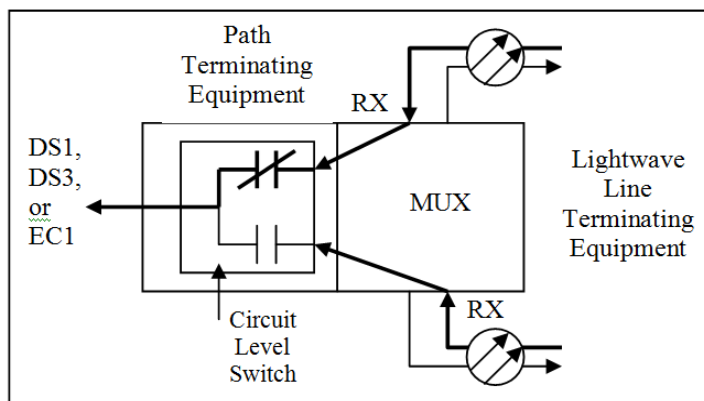 Path
Terminating
Equipment
RX
DS1,
DS3,
or
EC1
MUX
Lightwave
Line
Terminating
Equipment
RX
Circuit
Level
Switch